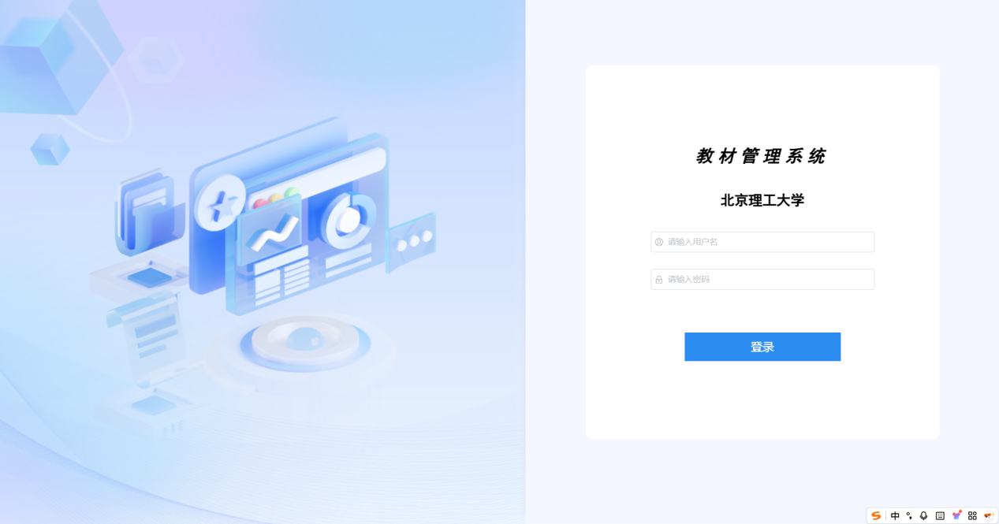 教材管理系统
北京理工大学
请输入用户名
请输入密码
登录
中